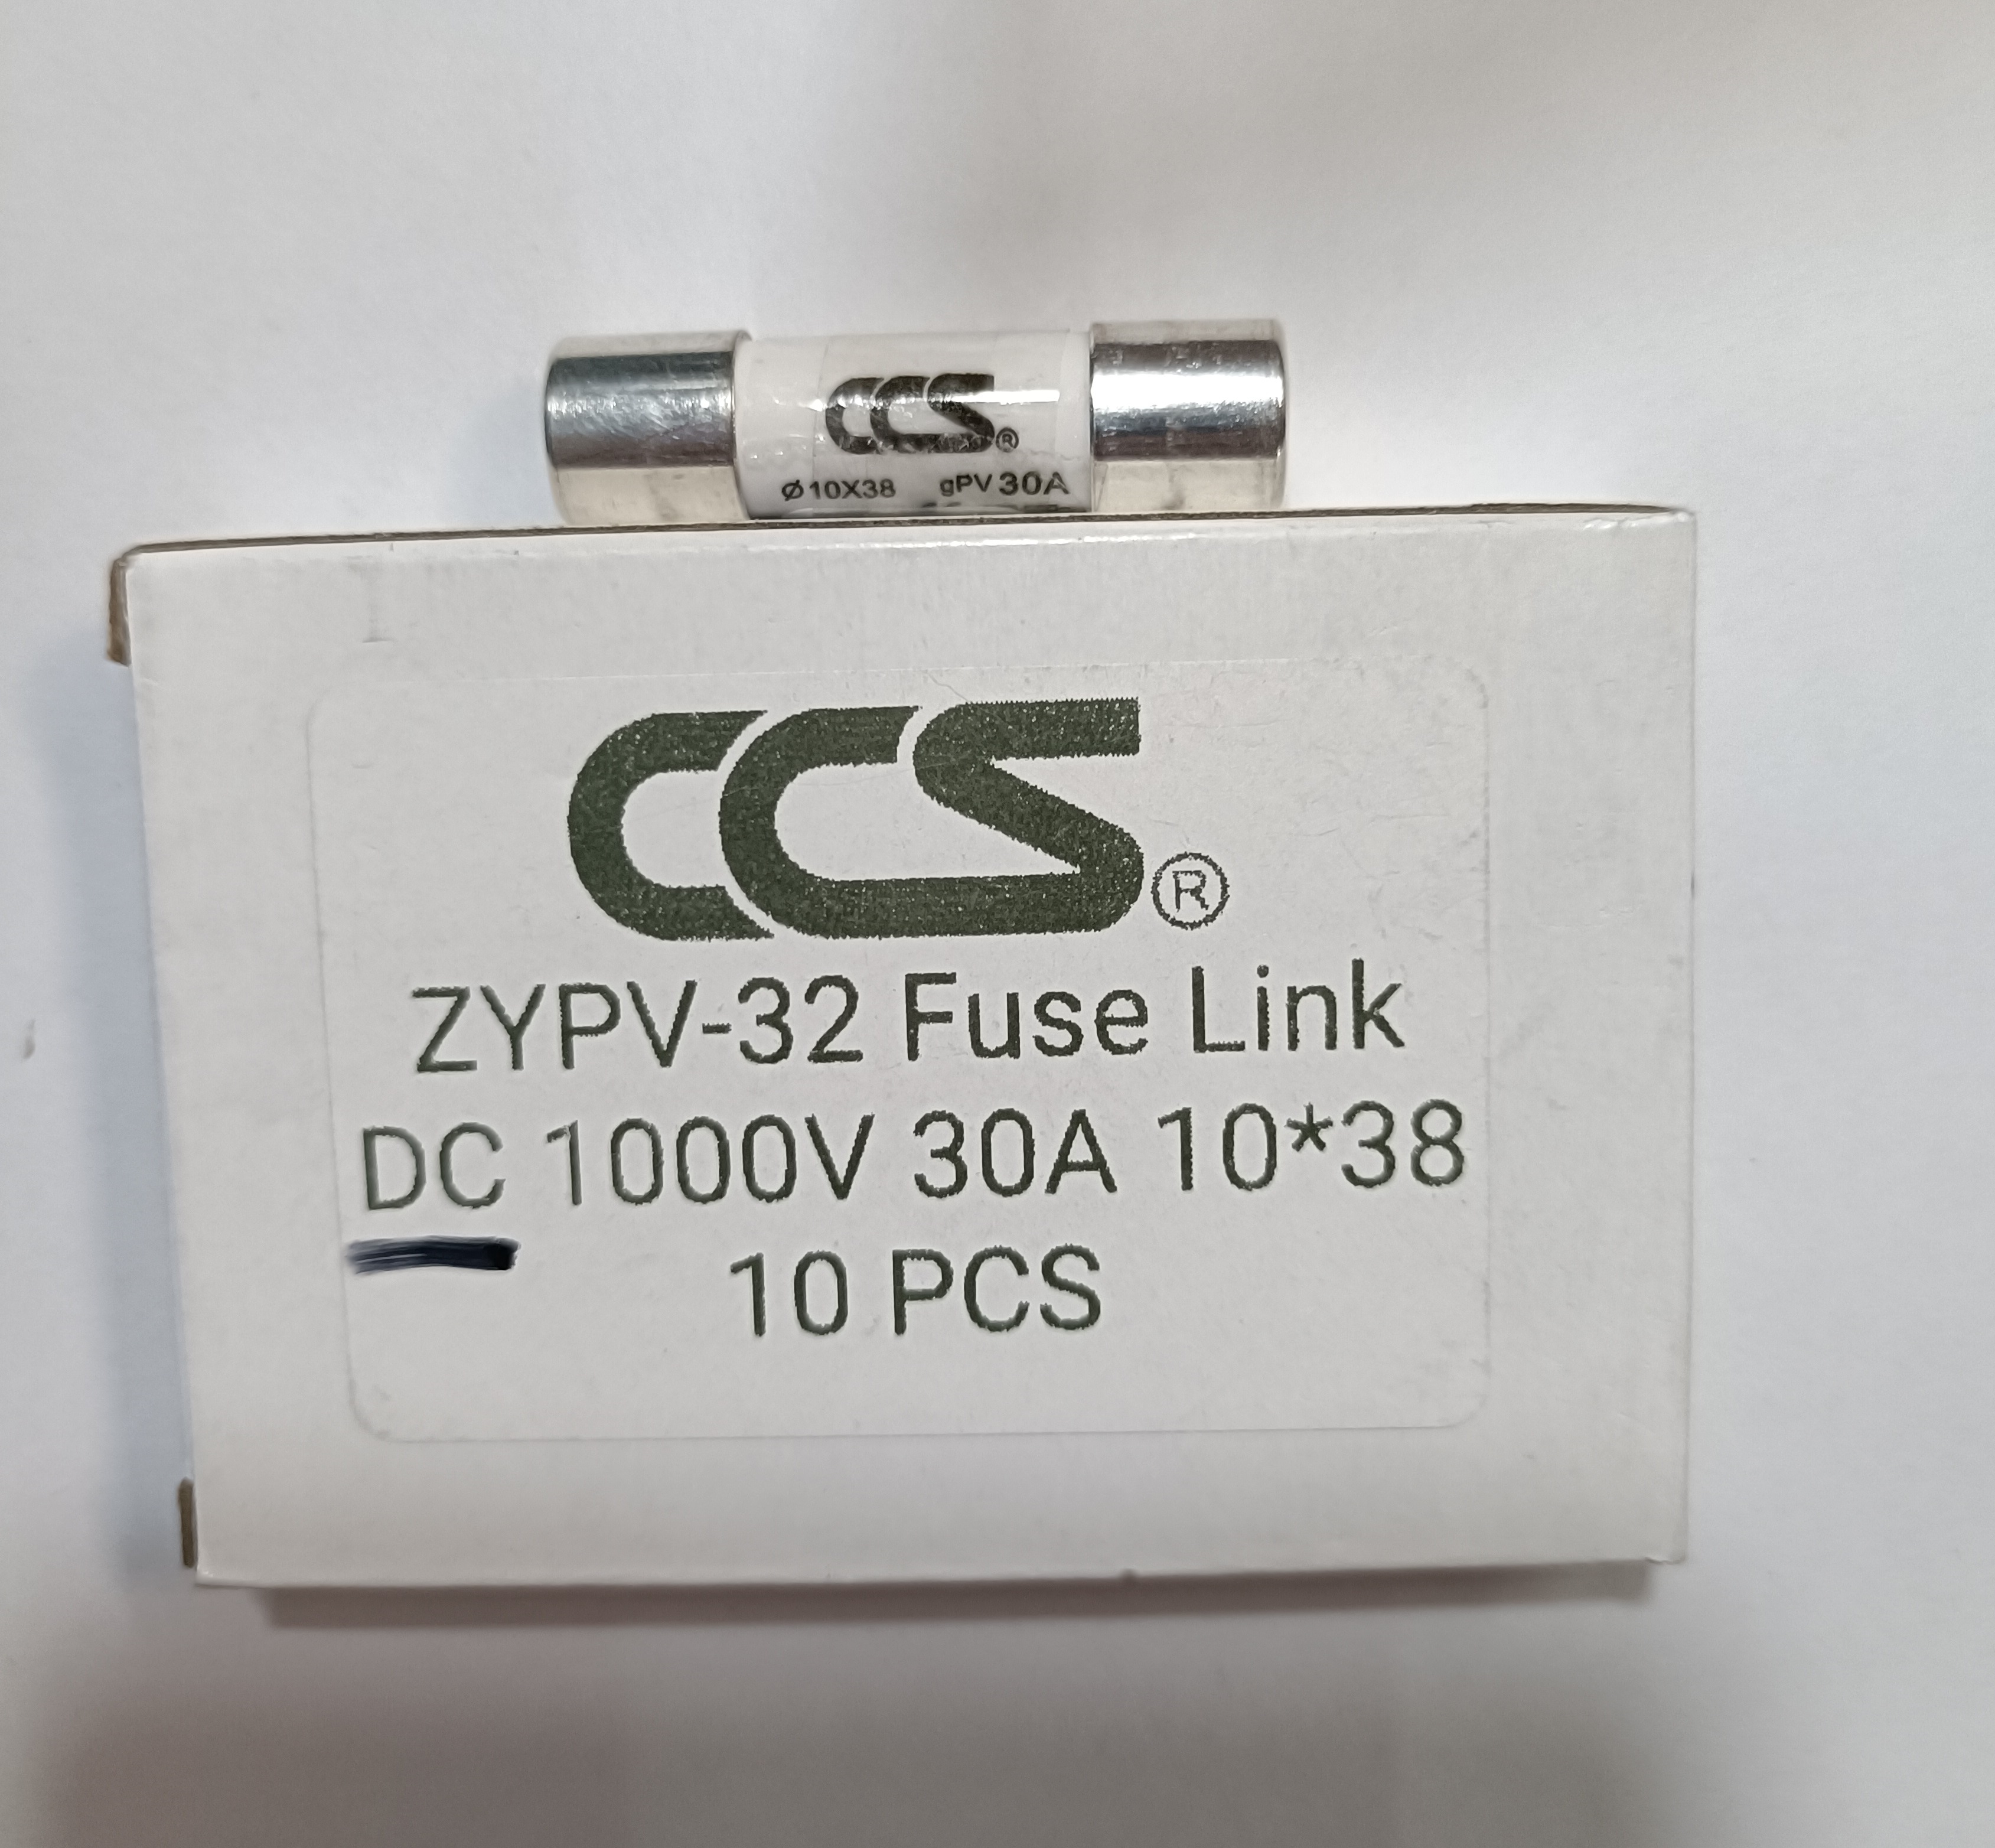 CCS®
Ø10X38 gPV 30A
CCS®
ZYPV-32 Fuse Link
DC 1000V 30A 10*38
10 PCS